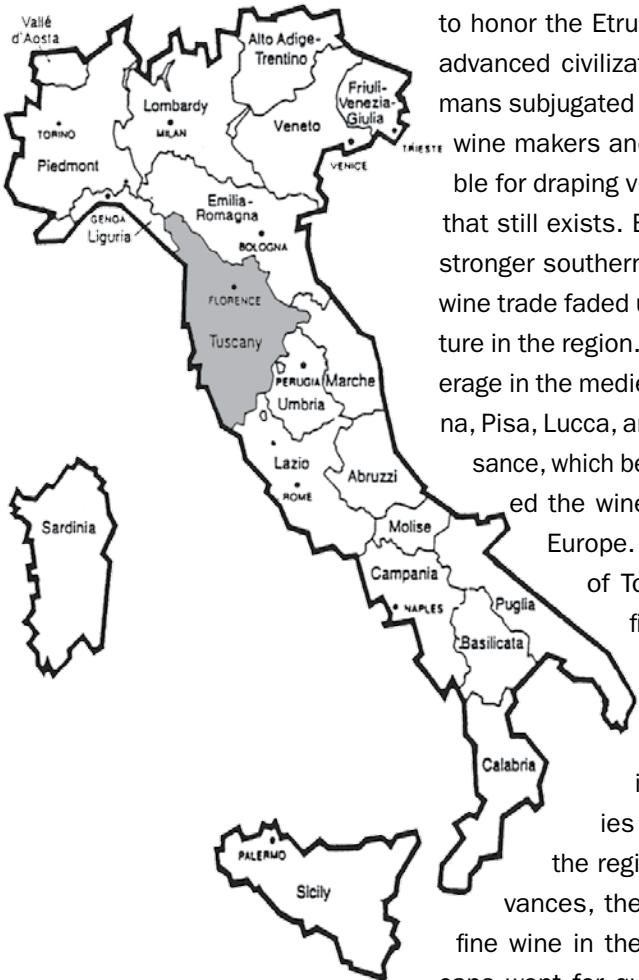 Vallé
d'Aosta
Alto Adige-
Trentino
Friuli-
Venezia-
Giulia
Lombardy
MILAN
Veneto
TORINO
TRIESTE
VENICE
Piedmont
Emilia-
Romagna
GENOA
Liguria
BOLOGNA
FLORENCE
Tuscany
PERUGIA
Marche
Umbria
Lazio
ROME
Abruzzi
Sardinia
Molise
Campania
NAPLES
Puglia
Basilicata
Calabria
PALERMO
Sicily
to honor the Etru
advanced civilizat
mans subjugated
wine makers and
ble for draping v
that still exists.
stronger southern
wine trade faded u
ture in the region.
erage in the medie
na, Pisa, Lucca, a
sance, which be
ed the wine
Europe.
of To
fi
i
ies
the regi
vances, the
fine wine in the